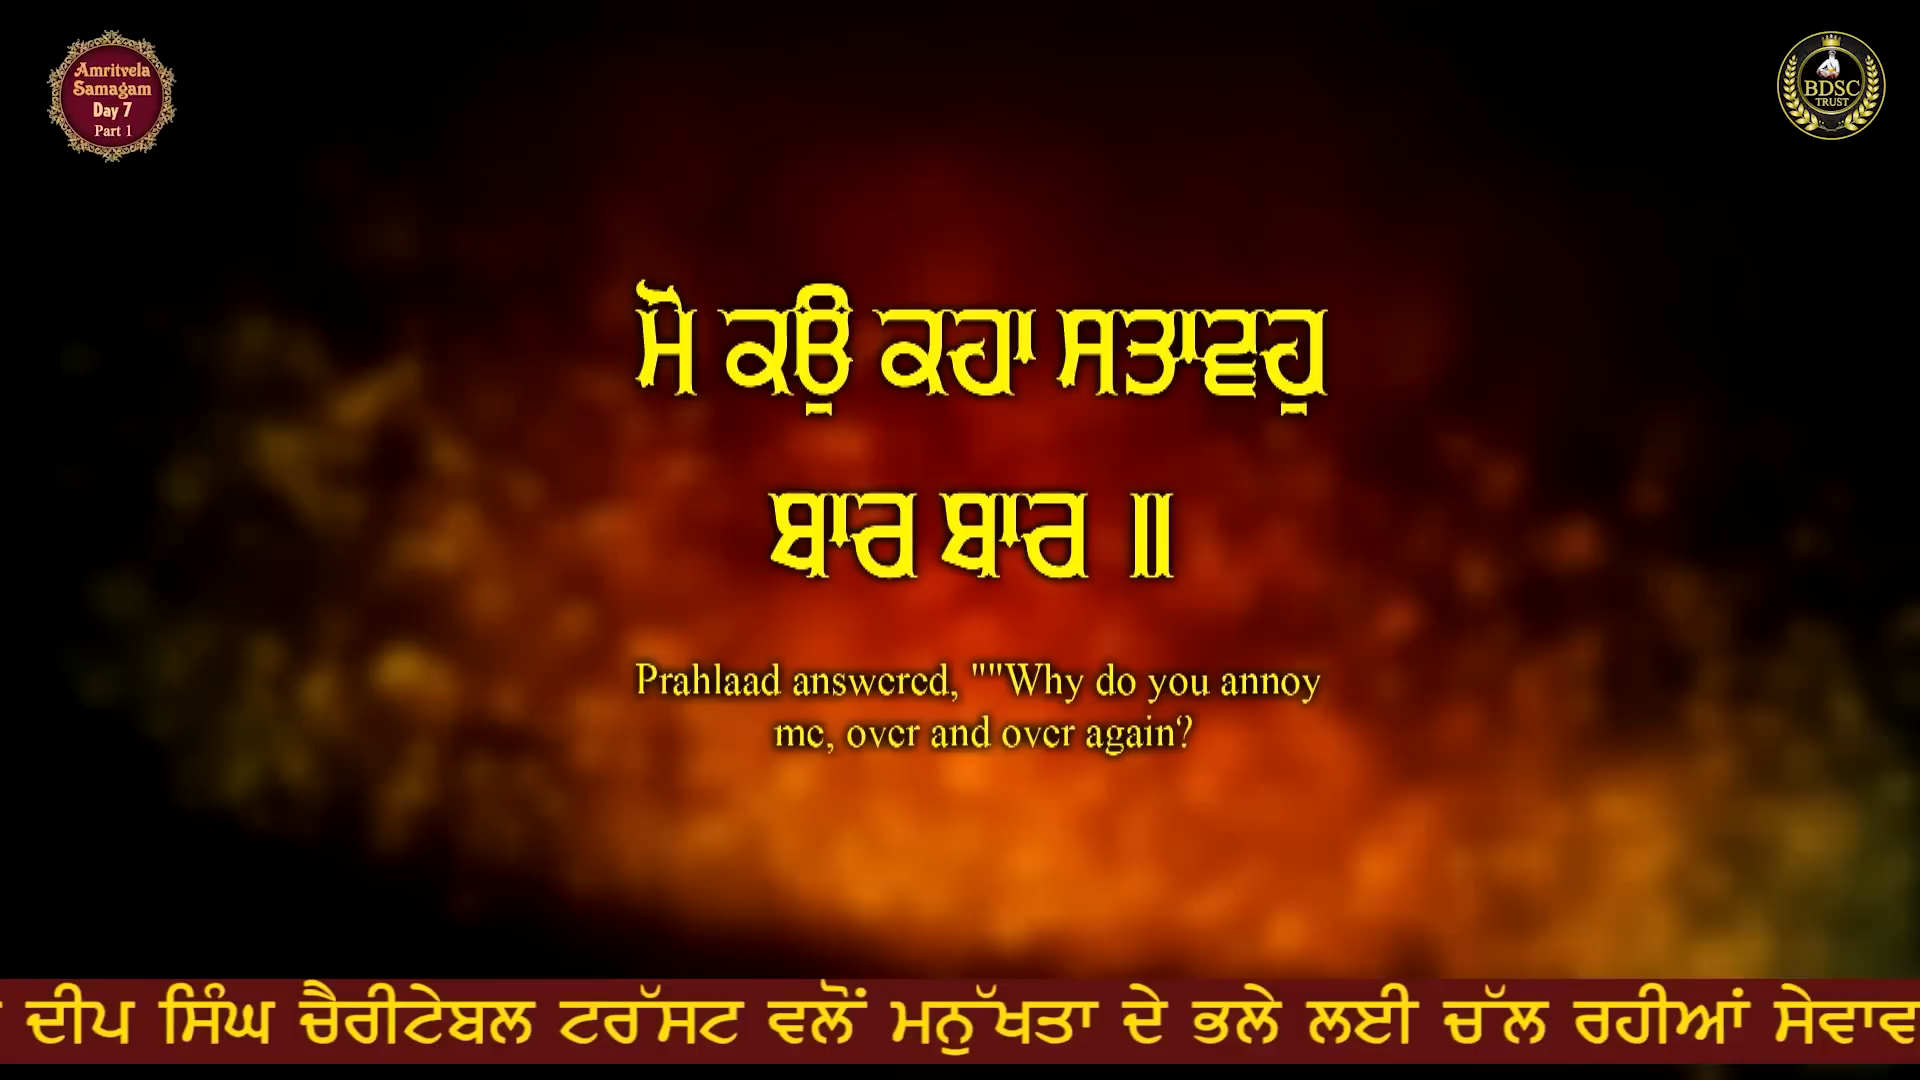 Amritvela
Samagam
Day 7
Part 1
BDSC
TRUST
ਮੋ ਕਉ ਕਹਾ ਸਤਾਵਹੁ
ਬਾਰ ਬਾਰ ॥
Prahlaad answered, ""Why do you annoy
me, over and over again?
ਦੀਪ ਸਿੰਘ ਚੈਰੀਟੇਬਲ ਟਰੱਸਟ ਵਲੋਂ ਮਨੁੱਖਤਾ ਦੇ ਭਲੇ ਲਈ ਚੱਲ ਰਹੀਆਂ ਸੇਵਾਵ